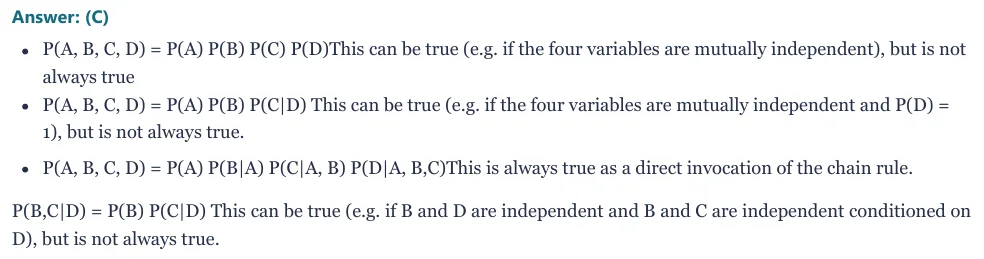 Answer: (C)
• P(A, B, C, D) = P(A) P(B) P(C) P(D)This can be true (e.g. if the four variables are mutually independent), but is not
always true
• P(A, B, C, D) = P(A) P(B) P(C|D) This can be true (e.g. if the four variables are mutually independent and P(D) =
1), but is not always true.
• P(A, B, C, D) = P(A) P(B|A) P(C|A, B) P(D|A, B,C)This is always true as a direct invocation of the chain rule.
P(B,C|D) = P(B) P(C|D) This can be true (e.g. if B and D are independent and B and C are independent conditioned on
D), but is not always true.